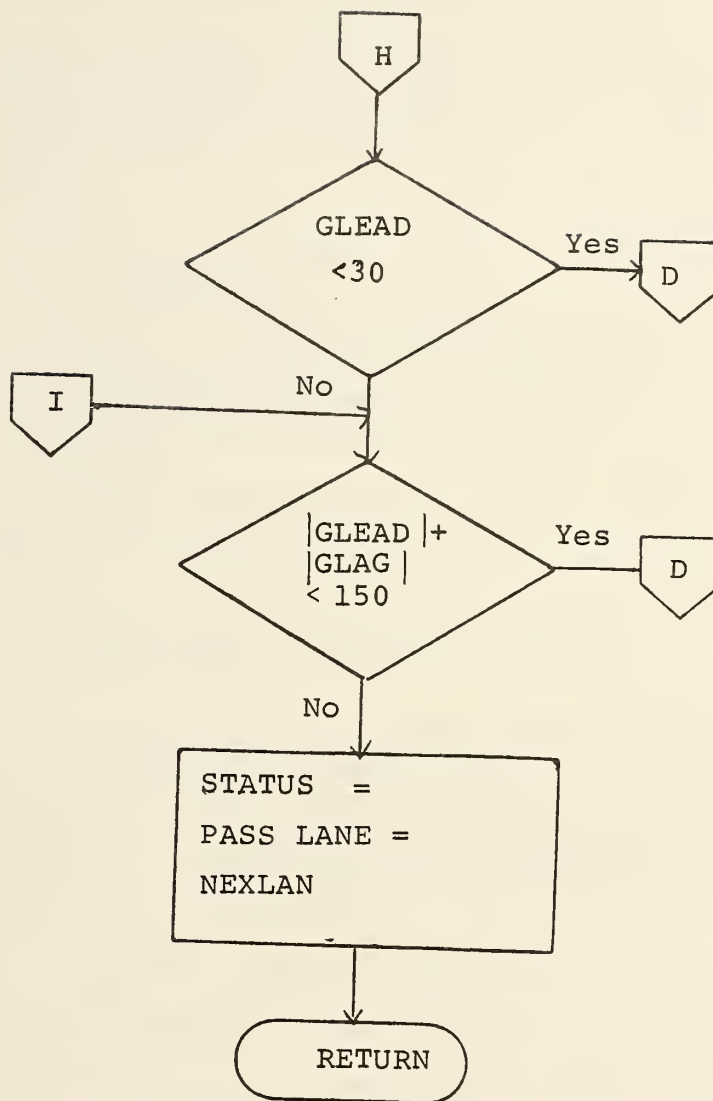 H
GLEAD
<30
Yes
D
No
I
|GLEAD|+
|GLAG|
< 150
Yes
D
No
STATUS =
PASS LANE =
NEXLAN
RETURN